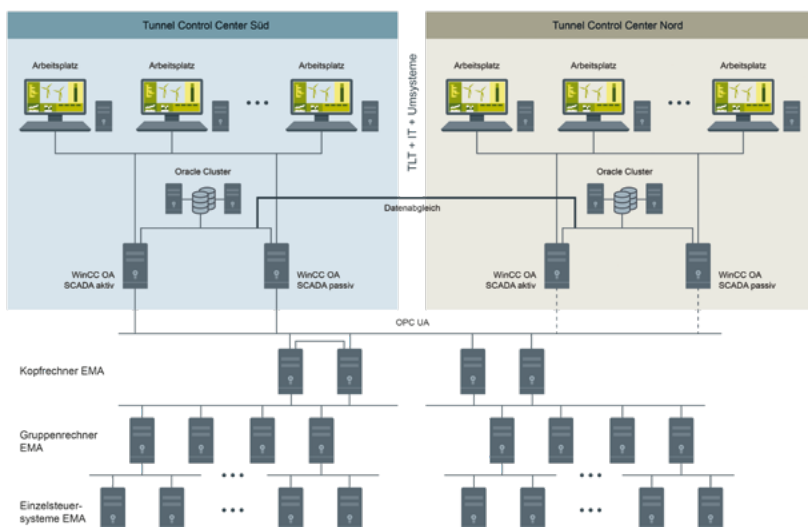 Tunnel Control Center Süd
Arbeitsplatz
Arbeitsplatz
Arbeitsplatz
Oracle Cluster
WinCC OA
SCADA aktiv
WinCC OA
SCADA passiv
TLT + IT + Umsysteme
Datenabgleich
Tunnel Control Center Nord
Arbeitsplatz
Arbeitsplatz
Arbeitsplatz
Oracle Cluster
WinCC OA
SCADA aktiv
WinCC OA
SCADA passiv
OPC UA
Kopfrechner EMA
Gruppenrechner
EMA
Einzelsteuer-
systeme EMA